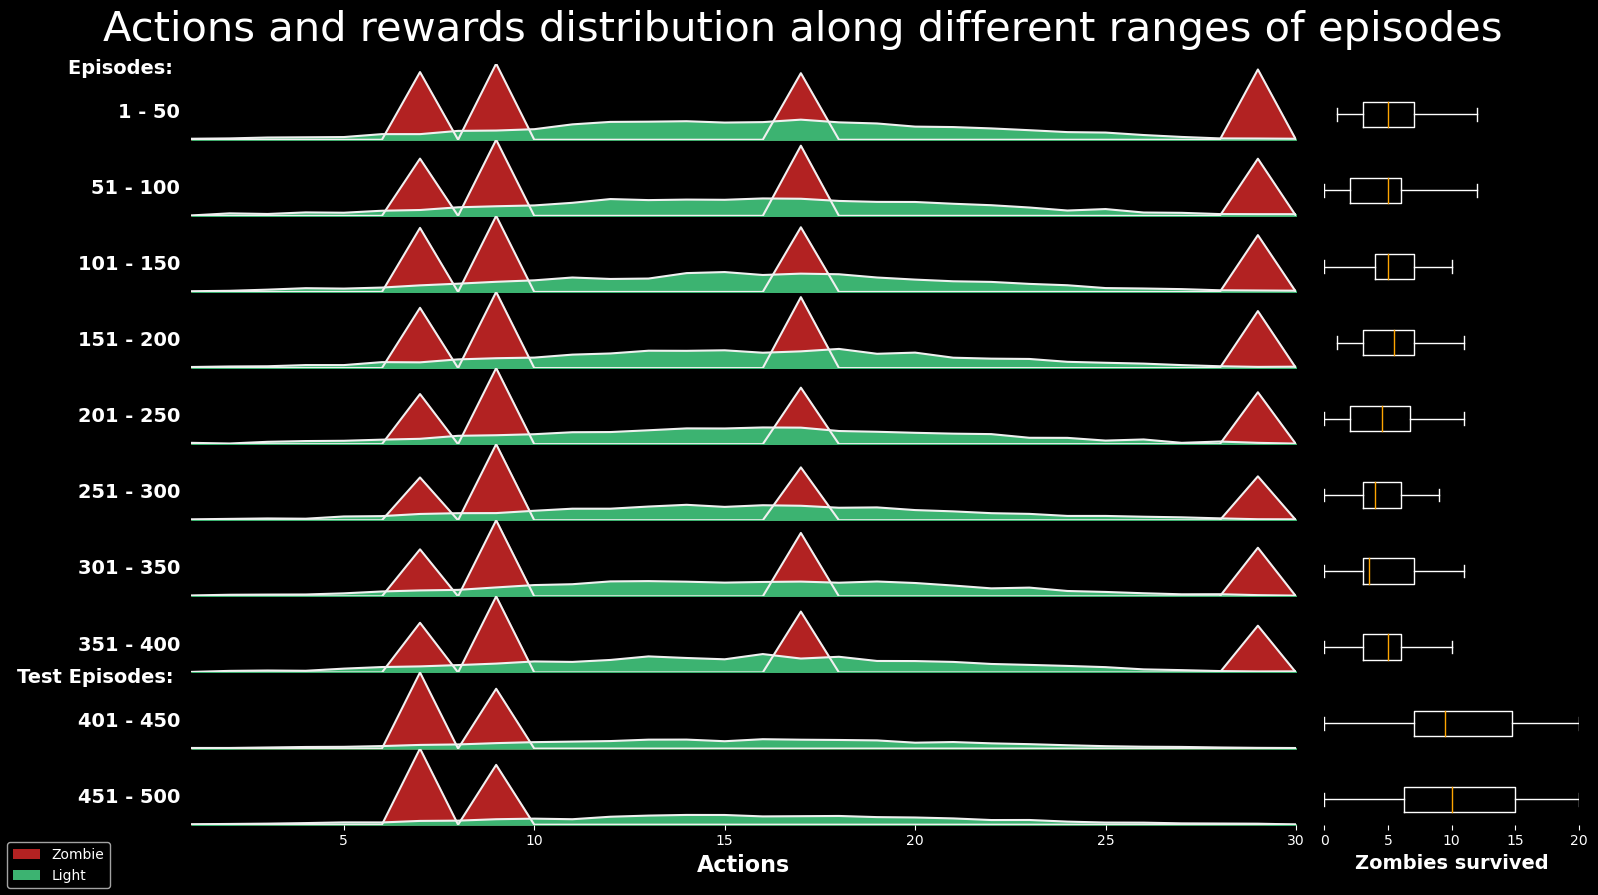 Actions and rewards distribution along different ranges of episodes
Episodes:
1 - 50
51 - 100
101 - 150
151 - 200
201 - 250
251 - 300
301 - 350
351 - 400
Test Episodes:
401 - 450
451 - 500
5 10 15 20 25 30
0 5 10 15 20
Actions
Zombies survived
Zombie
Light